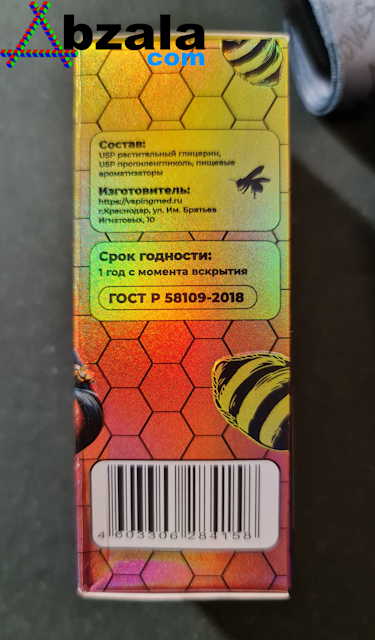 Abzala
com
Состав:
USP растительный глицерин,
USP пропиленгликоль, пищевые
ароматизаторы
Изготовитель:
https://vapingmed.ru
г.Краснодар, ул. Им. Братьев
Игнатовых, 10
Срок годности:
1 год с момента вскрытия
ГОСТ Р 58109-2018
4 603306 284158